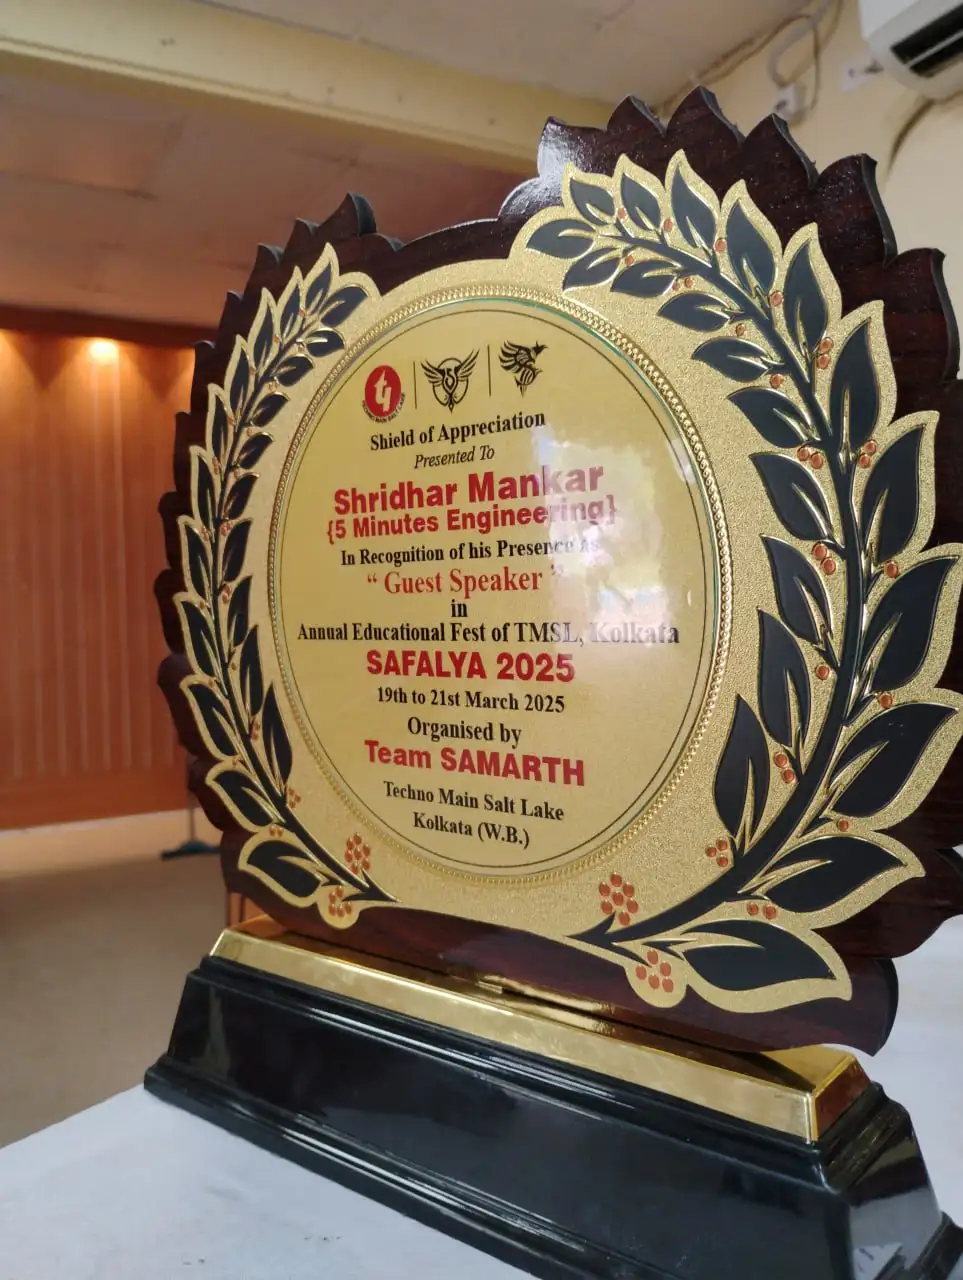 Shield of Appreciation
Presented To
Shridhar Mankar
{5 Minutes Engineering}
In Recognition of his Presence as
“ Guest Speaker ”
in
Annual Educational Fest of TMSL, Kolkata
SAFALYA 2025
19th to 21st March 2025
Organised by
Team SAMARTH
Techno Main Salt Lake
Kolkata (W.B.)